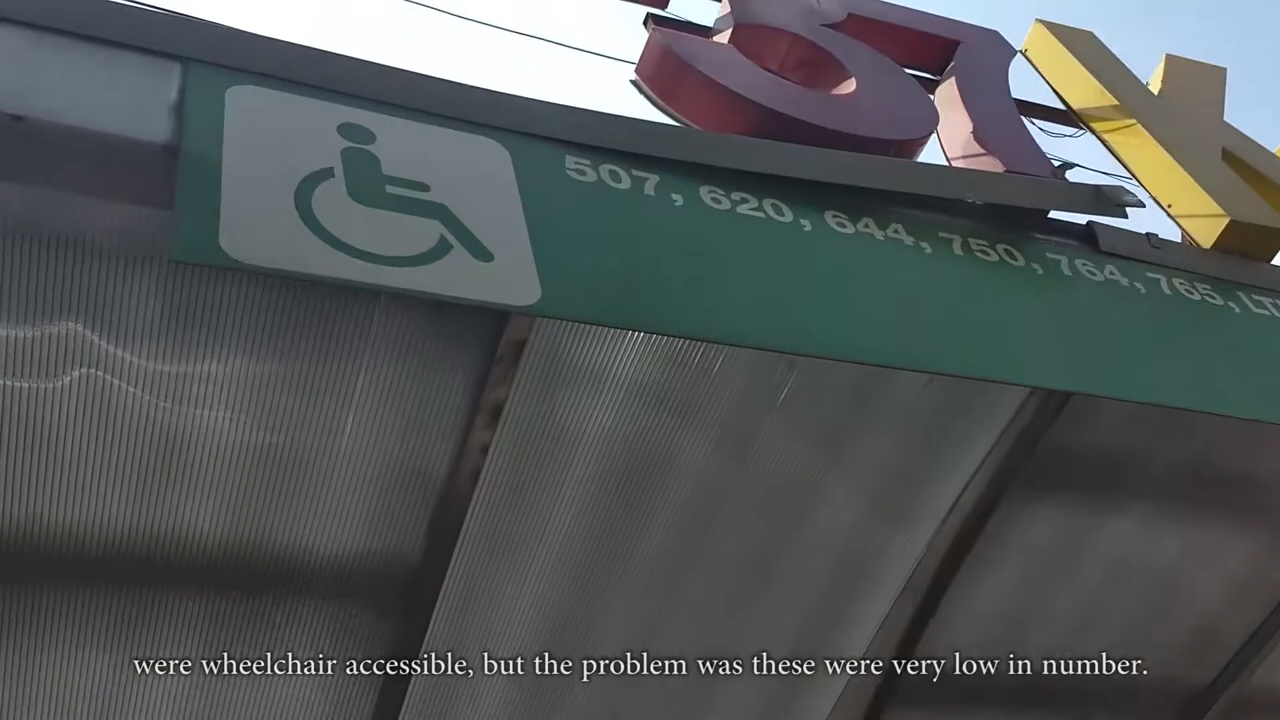 507, 620, 644, 750, 764, 765,
were wheelchair accessible, but the problem was these were very low in number.